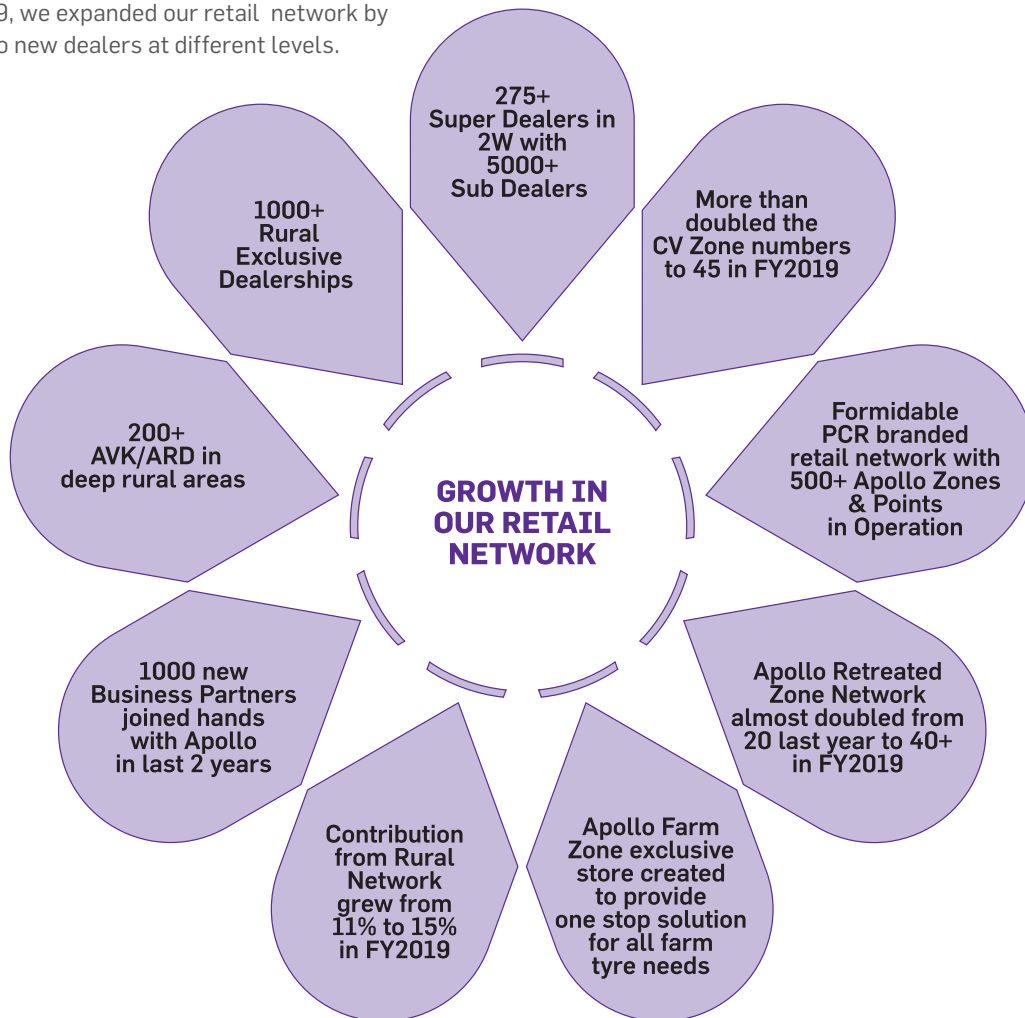 9, we expanded our retail network by
o new dealers at different levels.
275+
Super Dealers in
2W with
5000+
Sub Dealers
More than
doubled the
CV Zone numbers
to 45 in FY2019
Formidable
PCR branded
retail network with
500+ Apollo Zones
& Points
in Operation
Apollo Retreated
Zone Network
almost doubled from
20 last year to 40+
in FY2019
Apollo Farm
Zone exclusive
store created
to provide
one stop solution
for all farm
tyre needs
Contribution
from Rural
Network
grew from
11% to 15%
in FY2019
1000 new
Business Partners
joined hands
with Apollo
in last 2 years
200+
AVK/ARD in
deep rural areas
1000+
Rural
Exclusive
Dealerships
GROWTH IN
OUR RETAIL
NETWORK